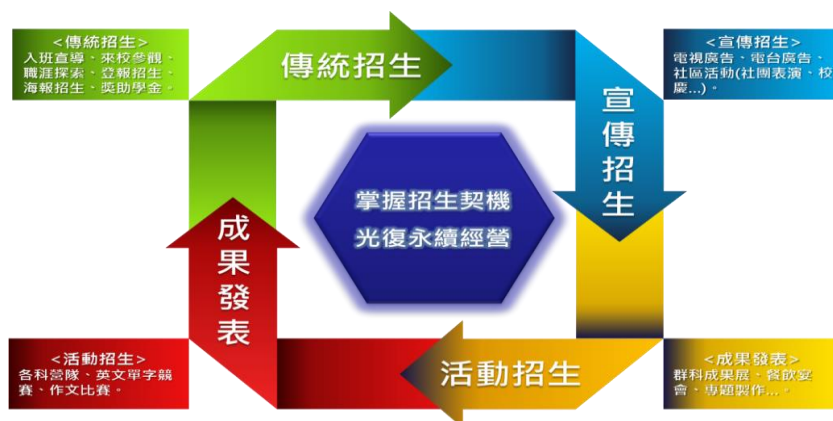 <傳統招生>
入班宣導、來校參觀、
職涯探索、登報招生、
海報招生、獎助學金。
傳統招生
<宣傳招生>
電視廣告、電台廣告、
社區活動(社團表演、校
慶...)。
宣傳招生
掌握招生契機
光復永續經營
成果發表
<活動招生>
各科營隊、英文單字競
賽、作文比賽。
活動招生
<成果發表>
群科成果展、餐飲宴
會、專題製作...。